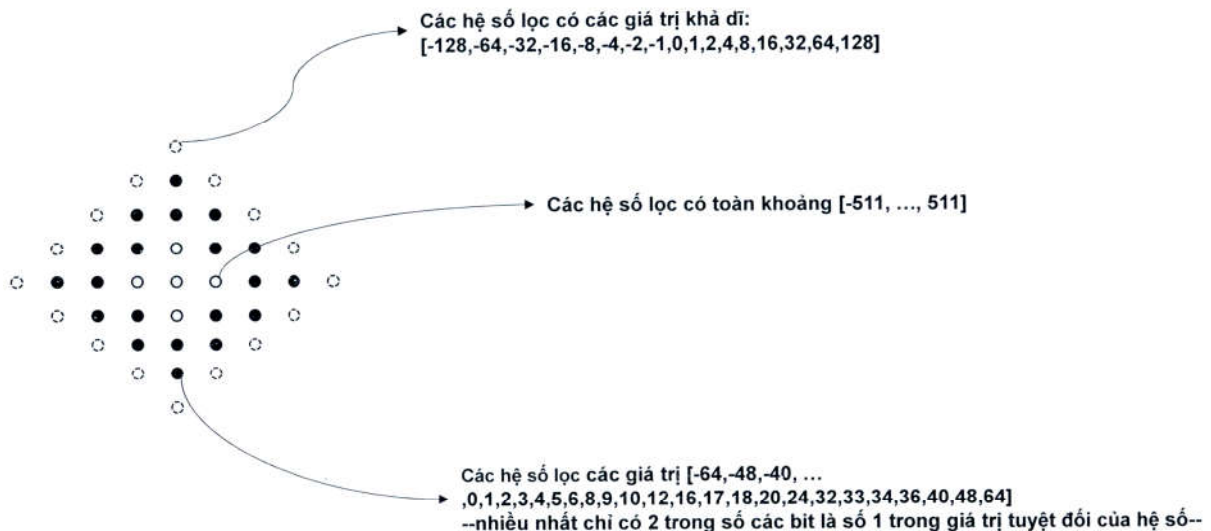 Các hệ số lọc có các giá trị khả dĩ:
[-128,-64,-32,-16,-8,-4,-2,-1,0,1,2,4,8,16,32,64,128]
Các hệ số lọc có toàn khoảng [-511, ..., 511]
Các hệ số lọc các giá trị [-64,-48,-40, ...
,0,1,2,3,4,5,6,8,9,10,12,16,17,18,20,24,32,33,34,36,40,48,64]
--nhiều nhất chỉ có 2 trong số các bit là số 1 trong giá trị tuyệt đối của hệ số--